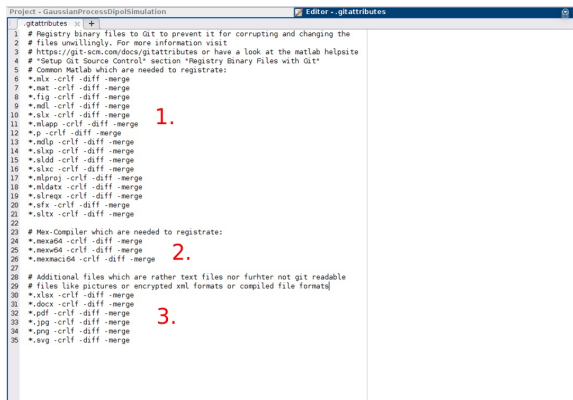 Project - GaussianProcessDipolSimulation
Editor - .gitattributes
.gitattributes × +
1 # Registry binary files to Git to prevent it for corrupting and changing the
2 # files unwillingly. For more information visit
3 # https://git-scm.com/docs/gitattributes or have a look at the matlab helpsite
4 # "Setup Git Source Control" section "Registry Binary Files with Git"
5 # Common Matlab which are needed to registrate:
6 *.mlx -crlf -diff -merge
7 *.mat -crlf -diff -merge
8 *.fig -crlf -diff -merge
9 *.mdl -crlf -diff -merge
10 *.slx -crlf -diff -merge
1.
11 *.mlapp -crlf -diff -merge
12 *.p -crlf -diff -merge
13 *.mdlp -crlf -diff -merge
14 *.slxp -crlf -diff -merge
15 *.sldd -crlf -diff -merge
16 *.slxc -crlf -diff -merge
17 *.mlproj -crlf -diff -merge
18 *.mldatx -crlf -diff -merge
19 *.slreqx -crlf -diff -merge
20 *.sfx -crlf -diff -merge
21 *.sltx -crlf -diff -merge
22
23 # Mex-Compiler which are needed to registrate:
24 *.mexa64 -crlf -diff -merge
25 *.mexw64 -crlf -diff -merge
2.
26 *.mexmaci64 -crlf -diff -merge
27
28 # Additional files which are rather text files nor furhter not git readable
29 # files like pictures or encrypted xml formats or compiled file formats
30 *.xlsx -crlf -diff -merge
31 *.docx -crlf -diff -merge
32 *.pdf -crlf -diff -merge
3.
33 *.jpg -crlf -diff -merge
34 *.png -crlf -diff -merge
35 *.svg -crlf -diff -merge